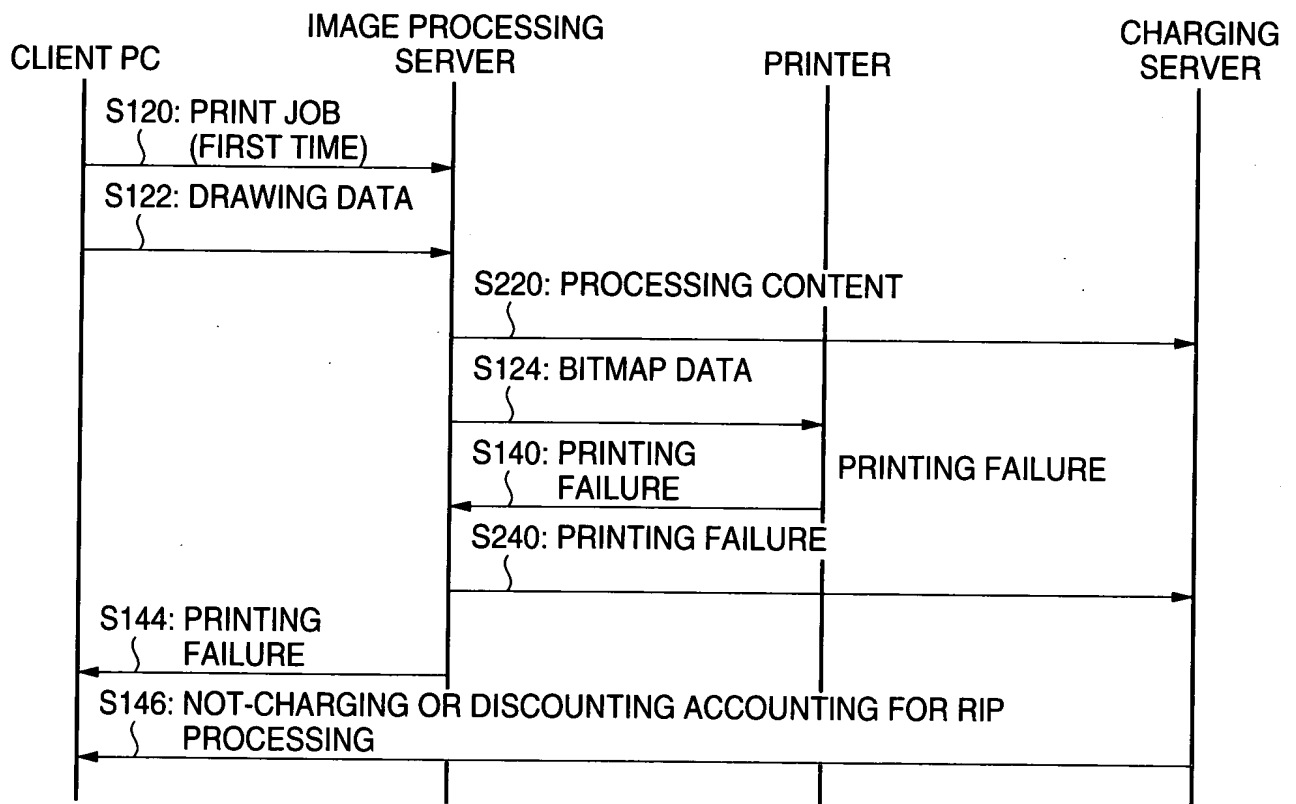 CLIENT PC
IMAGE PROCESSING
SERVER
PRINTER
CHARGING
SERVER
S120: PRINT JOB
(FIRST TIME)
S122: DRAWING DATA
S220: PROCESSING CONTENT
S124: BITMAP DATA
S140: PRINTING
FAILURE
PRINTING FAILURE
S240: PRINTING FAILURE
S144: PRINTING
FAILURE
S146: NOT-CHARGING OR DISCOUNTING ACCOUNTING FOR RIP
PROCESSING